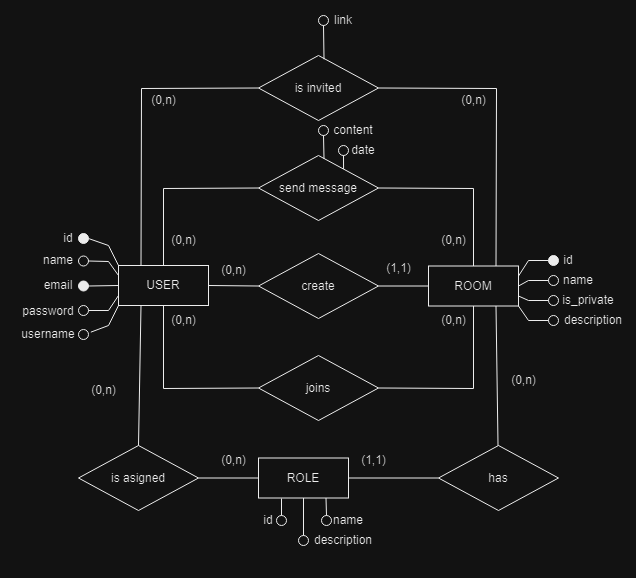 link
is invited
(0,n)
(0,n)
content
date
send message
(0,n)
(0,n)
id
name
email
password
username
USER
(0,n)
create
(1,1)
ROOM
id
name
is_private
description
(0,n)
(0,n)
joins
(0,n)
(0,n)
is asigned
(0,n)
ROLE
(1,1)
has
id
name
description